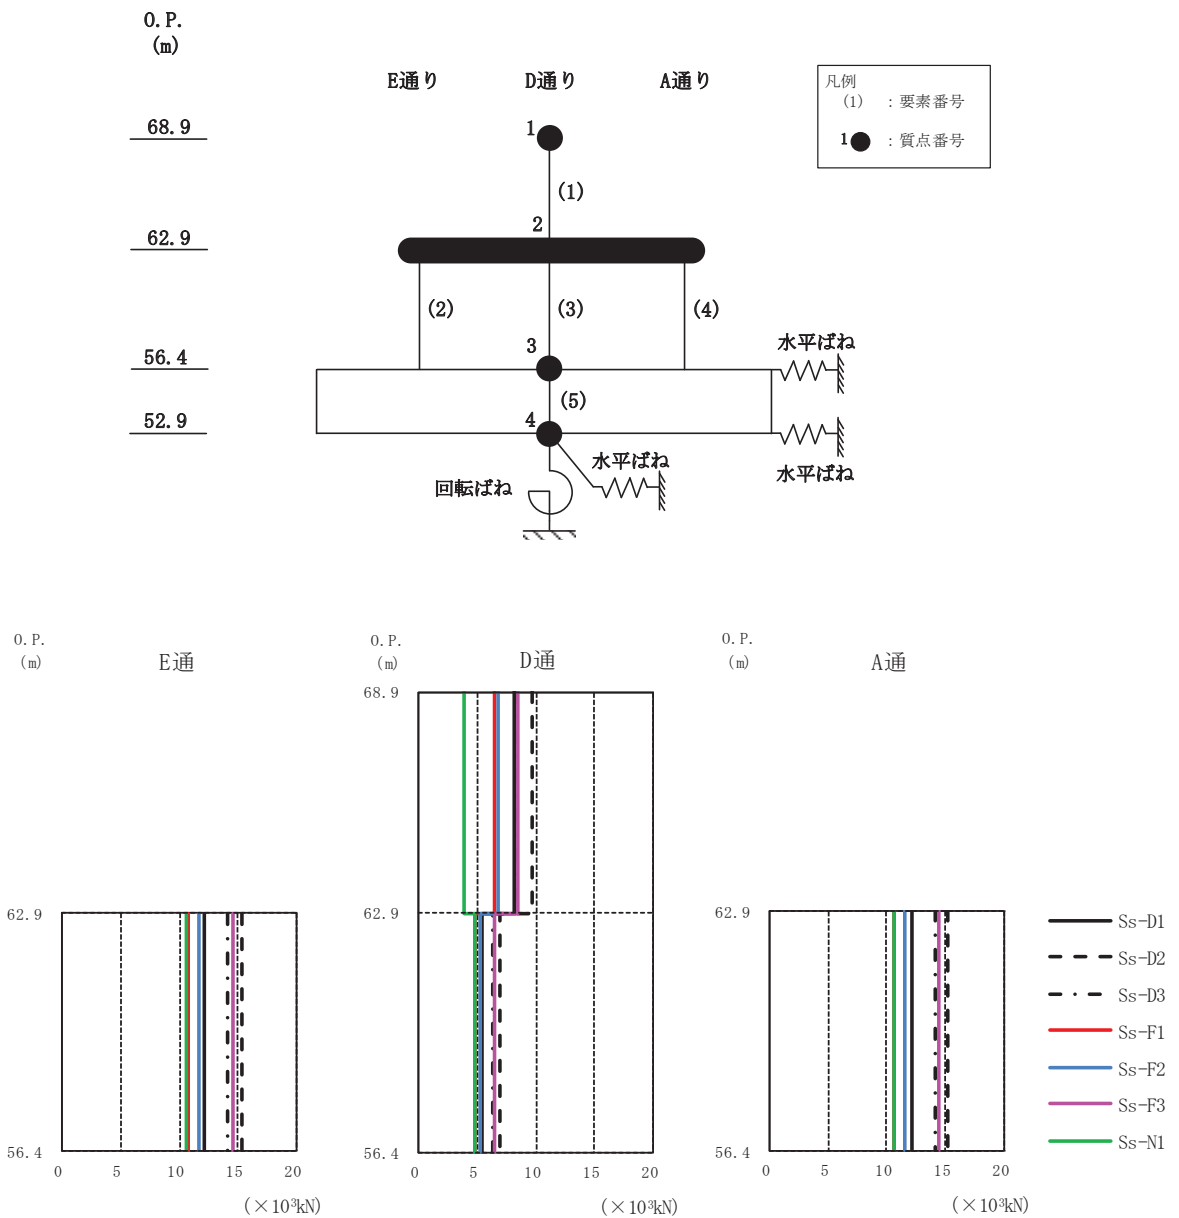 O.P.
(m)
E通り
D通り
A通り
凡例
(1) :要素番号
1 :質点番号
68.9
1
(1)
62.9
2
(2)
(3)
(4)
56.4
3
水平ばね
52.9
(5)
4
水平ばね
水平ばね
回転ばね
O.P.
(m)
E通
62.9
56.4
0 5 10 15 20
(×10³kN)
O.P.
(m)
D通
68.9
62.9
56.4
0 5 10 15 20
(×10³kN)
O.P.
(m)
A通
62.9
56.4
0 5 10 15 20
(×10³kN)
Ss-D1
Ss-D2
Ss-D3
Ss-F1
Ss-F2
Ss-F3
Ss-N1